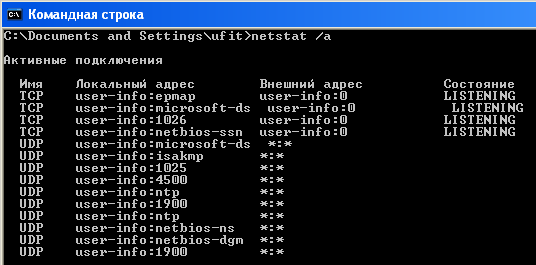 Командная строка
C:\Documents and Settings\ufit>netstat /a
Активные подключения
Имя Локальный адрес Внешний адрес Состояние
TCP user-info:epmap user-info:0 LISTENING
TCP user-info:microsoft-ds user-info:0 LISTENING
TCP user-info:1026 user-info:0 LISTENING
TCP user-info:netbios-ssn user-info:0 LISTENING
UDP user-info:microsoft-ds *:*
UDP user-info:isakmp *:*
UDP user-info:1025 *:*
UDP user-info:4500 *:*
UDP user-info:ntp *:*
UDP user-info:1900 *:*
UDP user-info:ntp *:*
UDP user-info:netbios-ns *:*
UDP user-info:netbios-dgm *:*
UDP user-info:1900 *:*